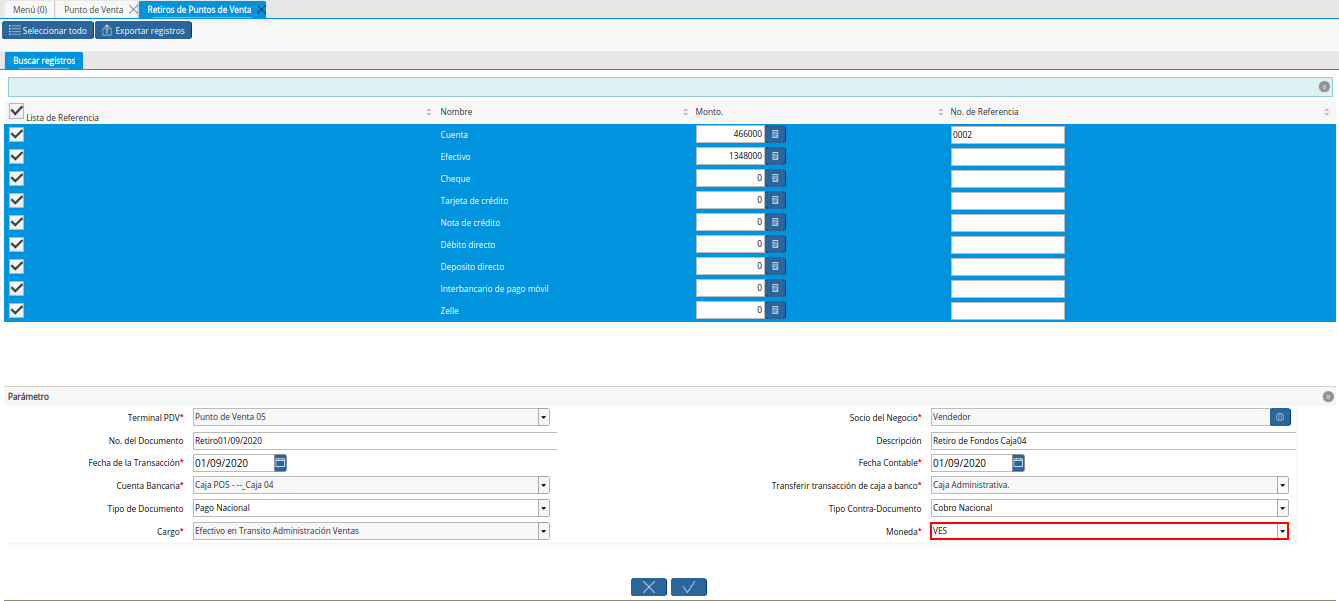 Menú (0) Punto de Venta Retiros de Puntos de Venta
Seleccionar todo Exportar registros
Buscar registros
Lista de Referencia Nombre Monto. No. de Referencia
Cuenta 466000 0002
Efectivo 1348000
Cheque 0
Tarjeta de crédito 0
Nota de crédito 0
Débito directo 0
Deposito directo 0
Interbancario de pago móvil 0
Zelle 0
Parámetro
Terminal PDV* Punto de Venta 05 Socio del Negocio* Vendedor
No. del Documento Retiro01/09/2020 Descripción Retiro de Fondos Caja04
Fecha de la Transacción* 01/09/2020 Fecha Contable* 01/09/2020
Cuenta Bancaria* Caja POS - --_Caja 04 Transferir transacción de caja a banco* Caja Administrativa.
Tipo de Documento Pago Nacional Tipo Contra-Documento Cobro Nacional
Cargo* Efectivo en Transito Administración Ventas Moneda* VES